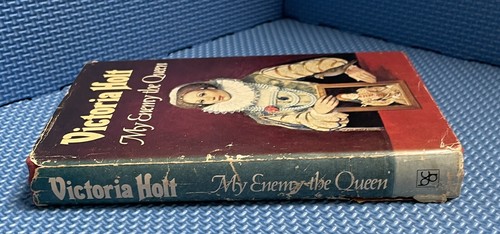 Victoria Holt
My Enemy the Queen
Victoria Holt My Enemy the Queen